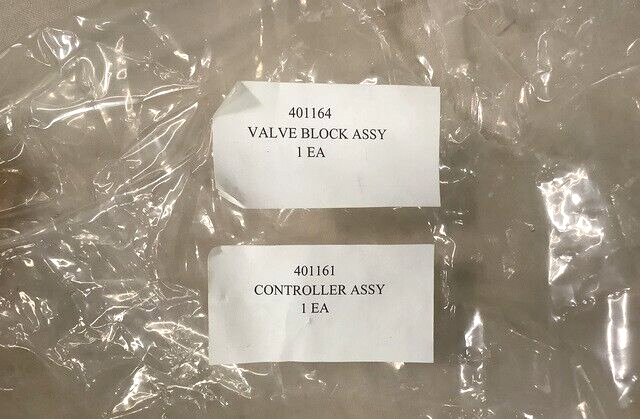 401164
VALVE BLOCK ASSY
1 EA
401161
CONTROLLER ASSY
1 EA